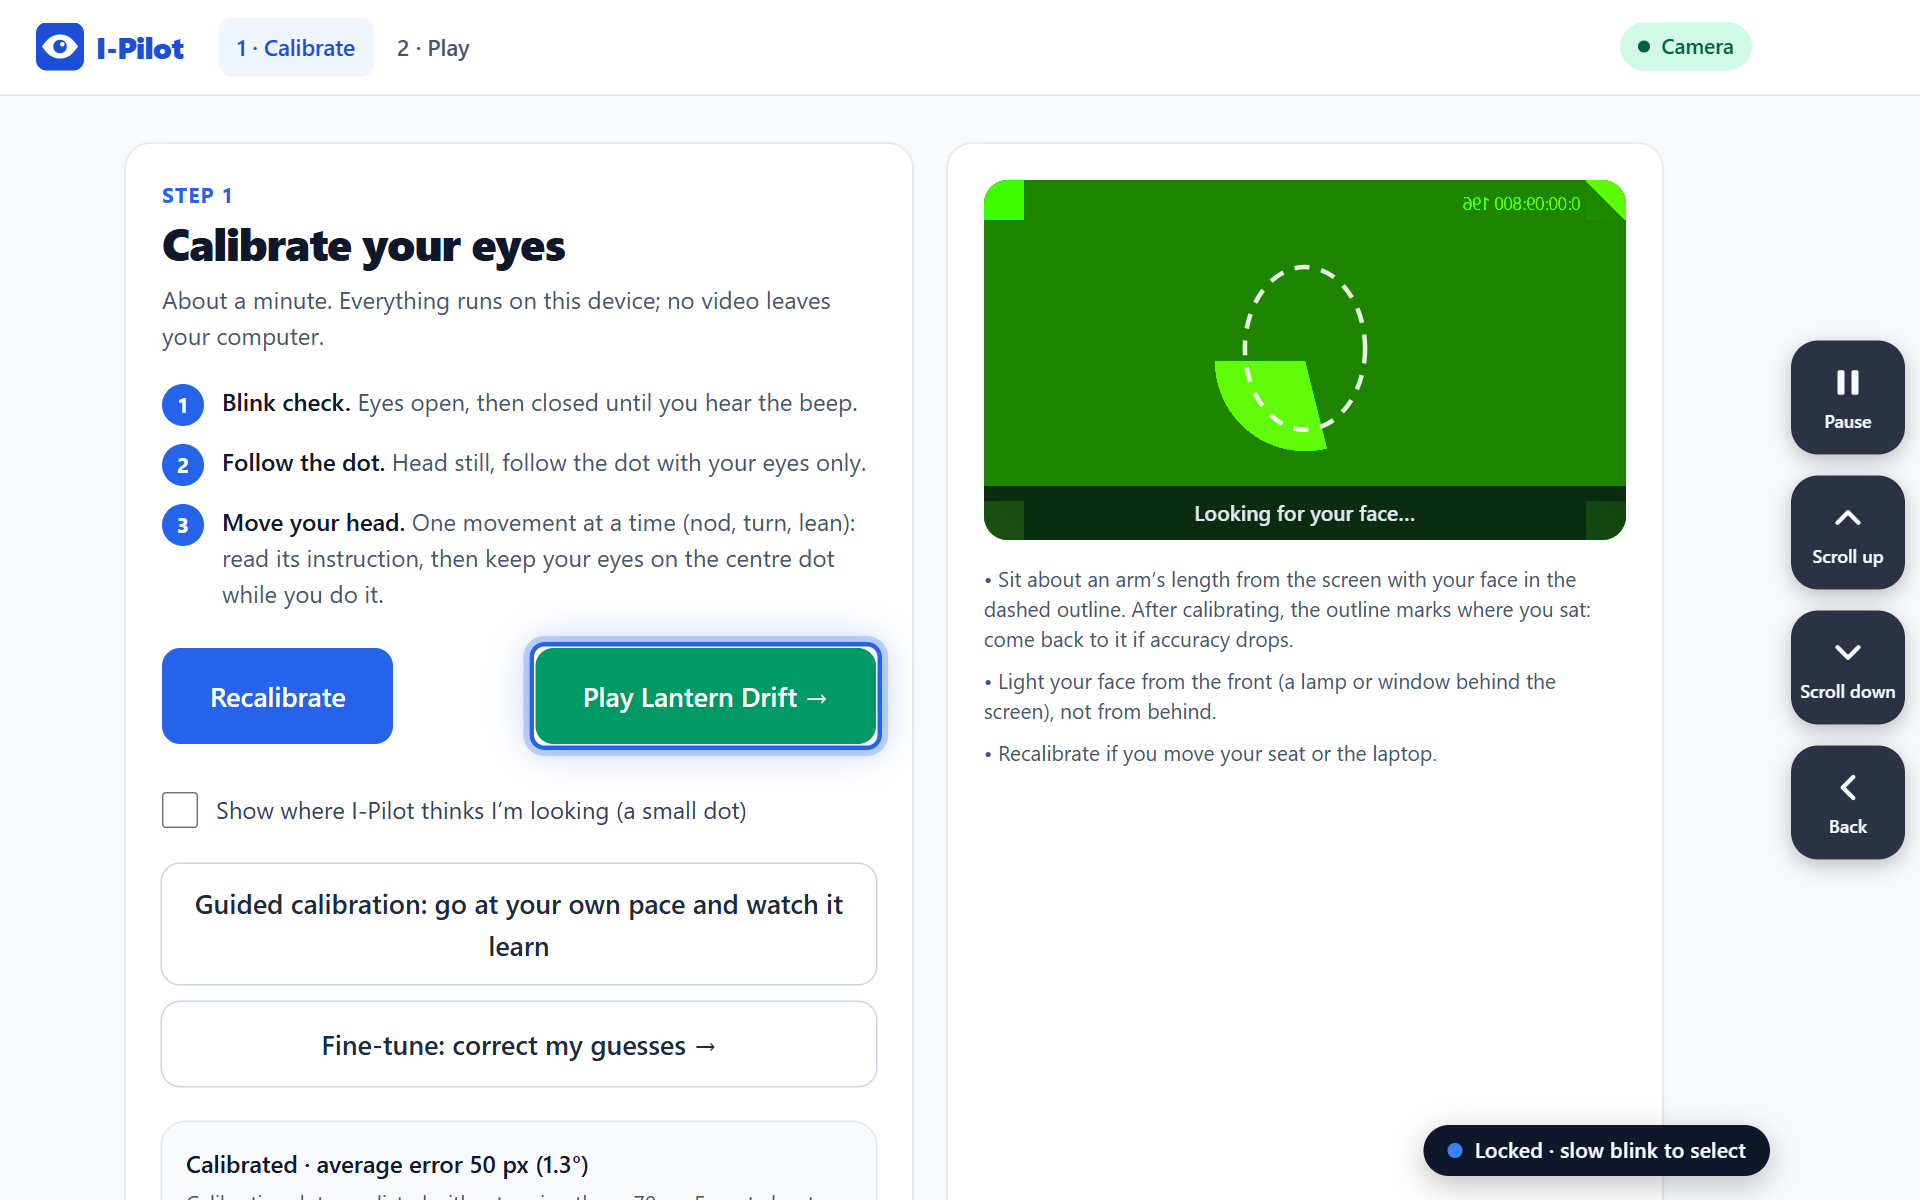 I-Pilot
1 · Calibrate
2 · Play
Camera
STEP 1
Calibrate your eyes
About a minute. Everything runs on this device; no video leaves
your computer.
1 Blink check. Eyes open, then closed until you hear the beep.
2 Follow the dot. Head still, follow the dot with your eyes only.
3 Move your head. One movement at a time (nod, turn, lean):
read its instruction, then keep your eyes on the centre dot
while you do it.
Recalibrate
Play Lantern Drift →
Show where I-Pilot thinks I’m looking (a small dot)
Guided calibration: go at your own pace and watch it
learn
Fine-tune: correct my guesses →
Calibrated · average error 50 px (1.3°)
0:00:09:800 196
Looking for your face...
• Sit about an arm’s length from the screen with your face in the
dashed outline. After calibrating, the outline marks where you sat:
come back to it if accuracy drops.
• Light your face from the front (a lamp or window behind the
screen), not from behind.
• Recalibrate if you move your seat or the laptop.
Pause
Scroll up
Scroll down
Back
Locked · slow blink to select